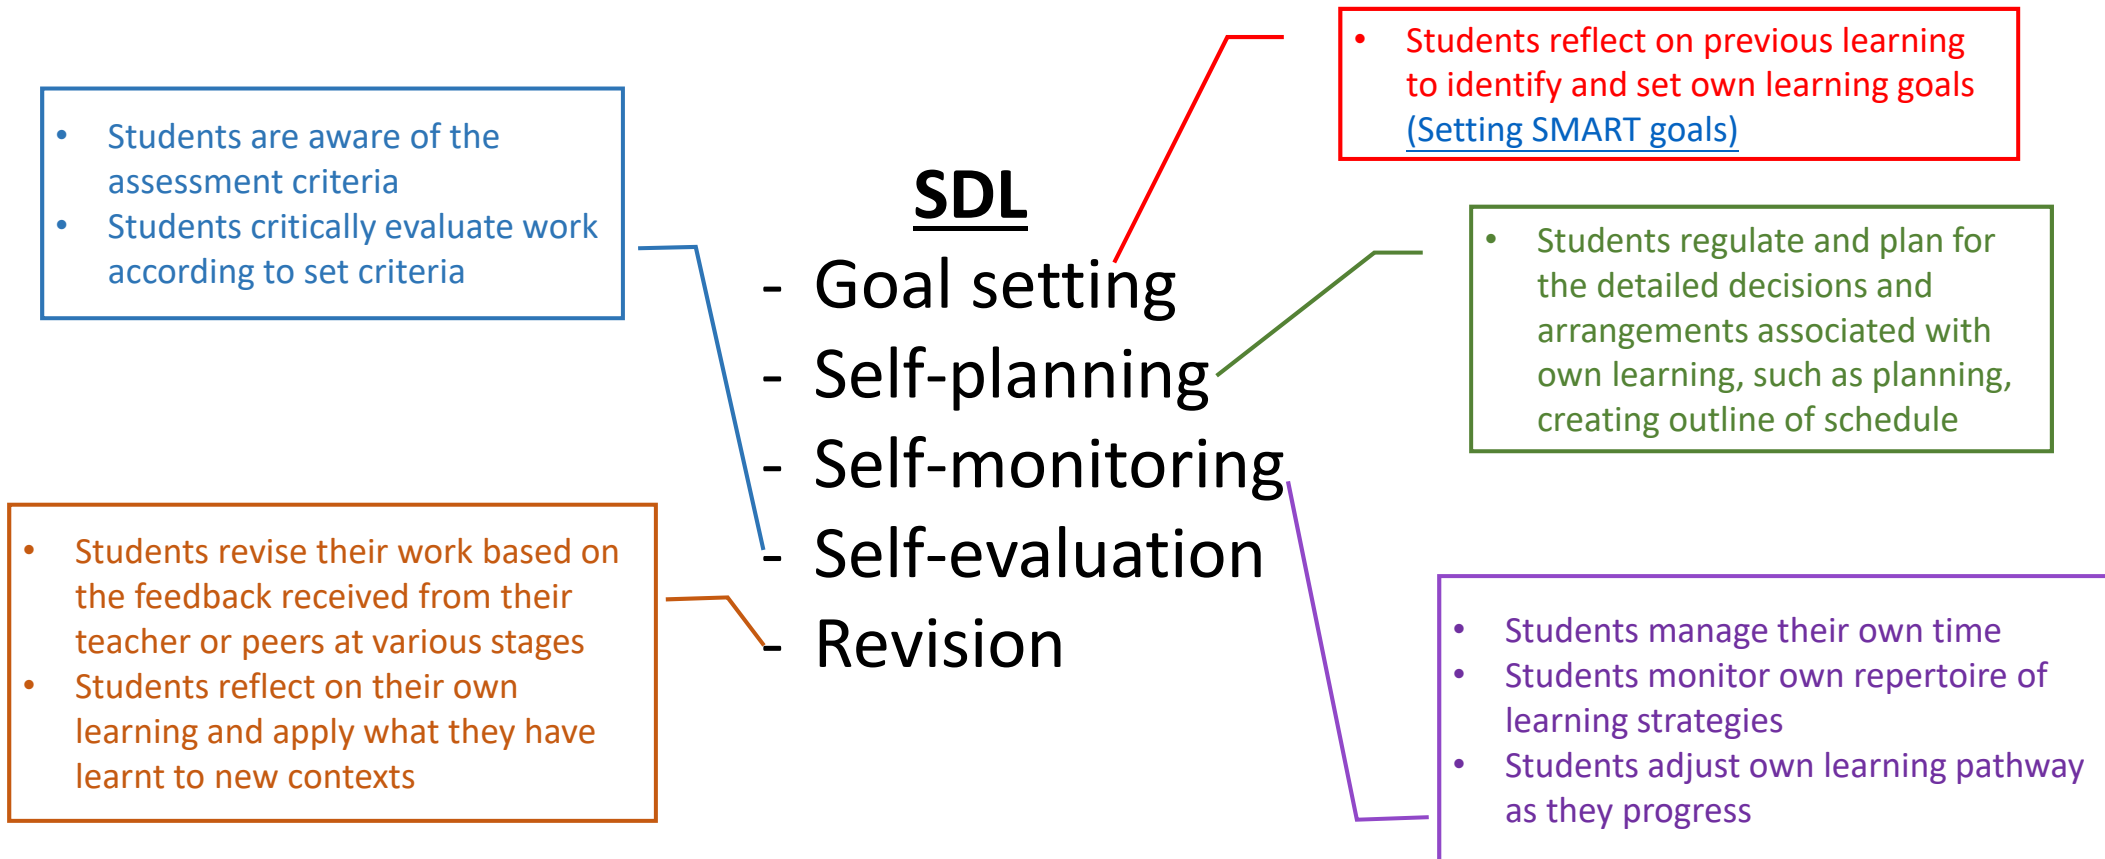 SDL
- Goal setting
- Self-planning
- Self-monitoring
- Self-evaluation
- Revision
• Students reflect on previous learning
to identify and set own learning goals
(Setting SMART goals)
• Students regulate and plan for
the detailed decisions and
arrangements associated with
own learning, such as planning,
creating outline of schedule
• Students manage their own time
• Students monitor own repertoire of
learning strategies
• Students adjust own learning pathway
as they progress
• Students are aware of the
assessment criteria
• Students critically evaluate work
according to set criteria
• Students revise their work based on
the feedback received from their
teacher or peers at various stages
• Students reflect on their own
learning and apply what they have
learnt to new contexts